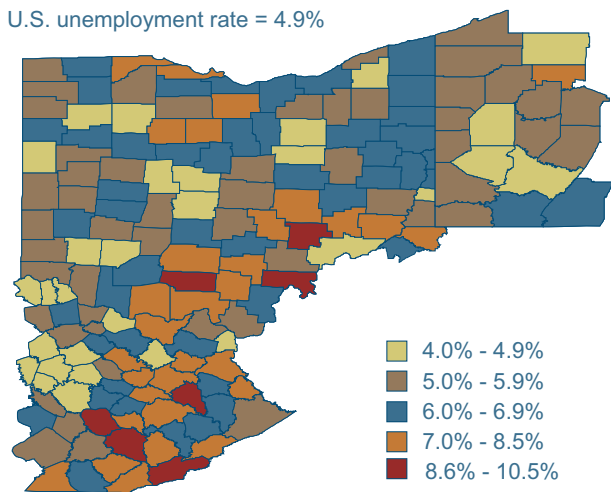 U.S. unemployment rate = 4.9%
4.0% - 4.9%
5.0% - 5.9%
6.0% - 6.9%
7.0% - 8.5%
8.6% - 10.5%